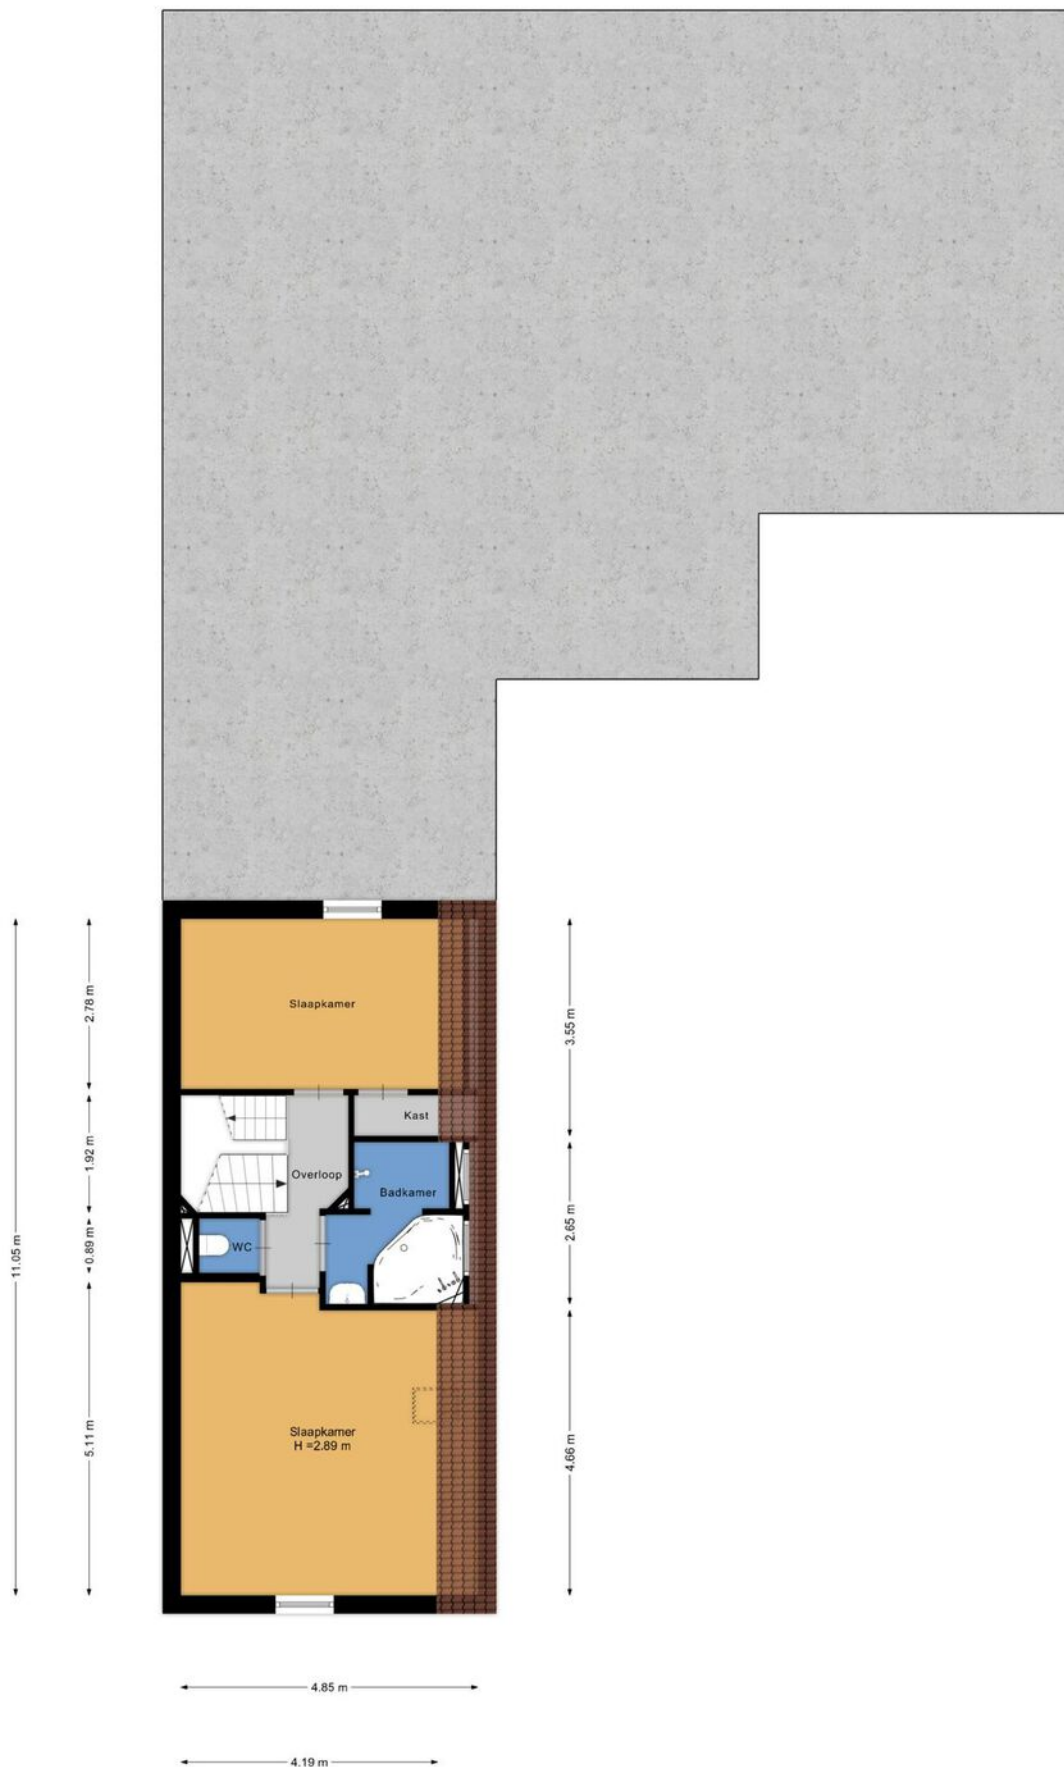 Slaapkamer
2.78 m
3.55 m
Kast
1.92 m
Overloop
Badkamer
2.65 m
WC
0.89 m
11.05 m
Slaapkamer
H =2.89 m
5.11 m
4.66 m
4.85 m
4.19 m